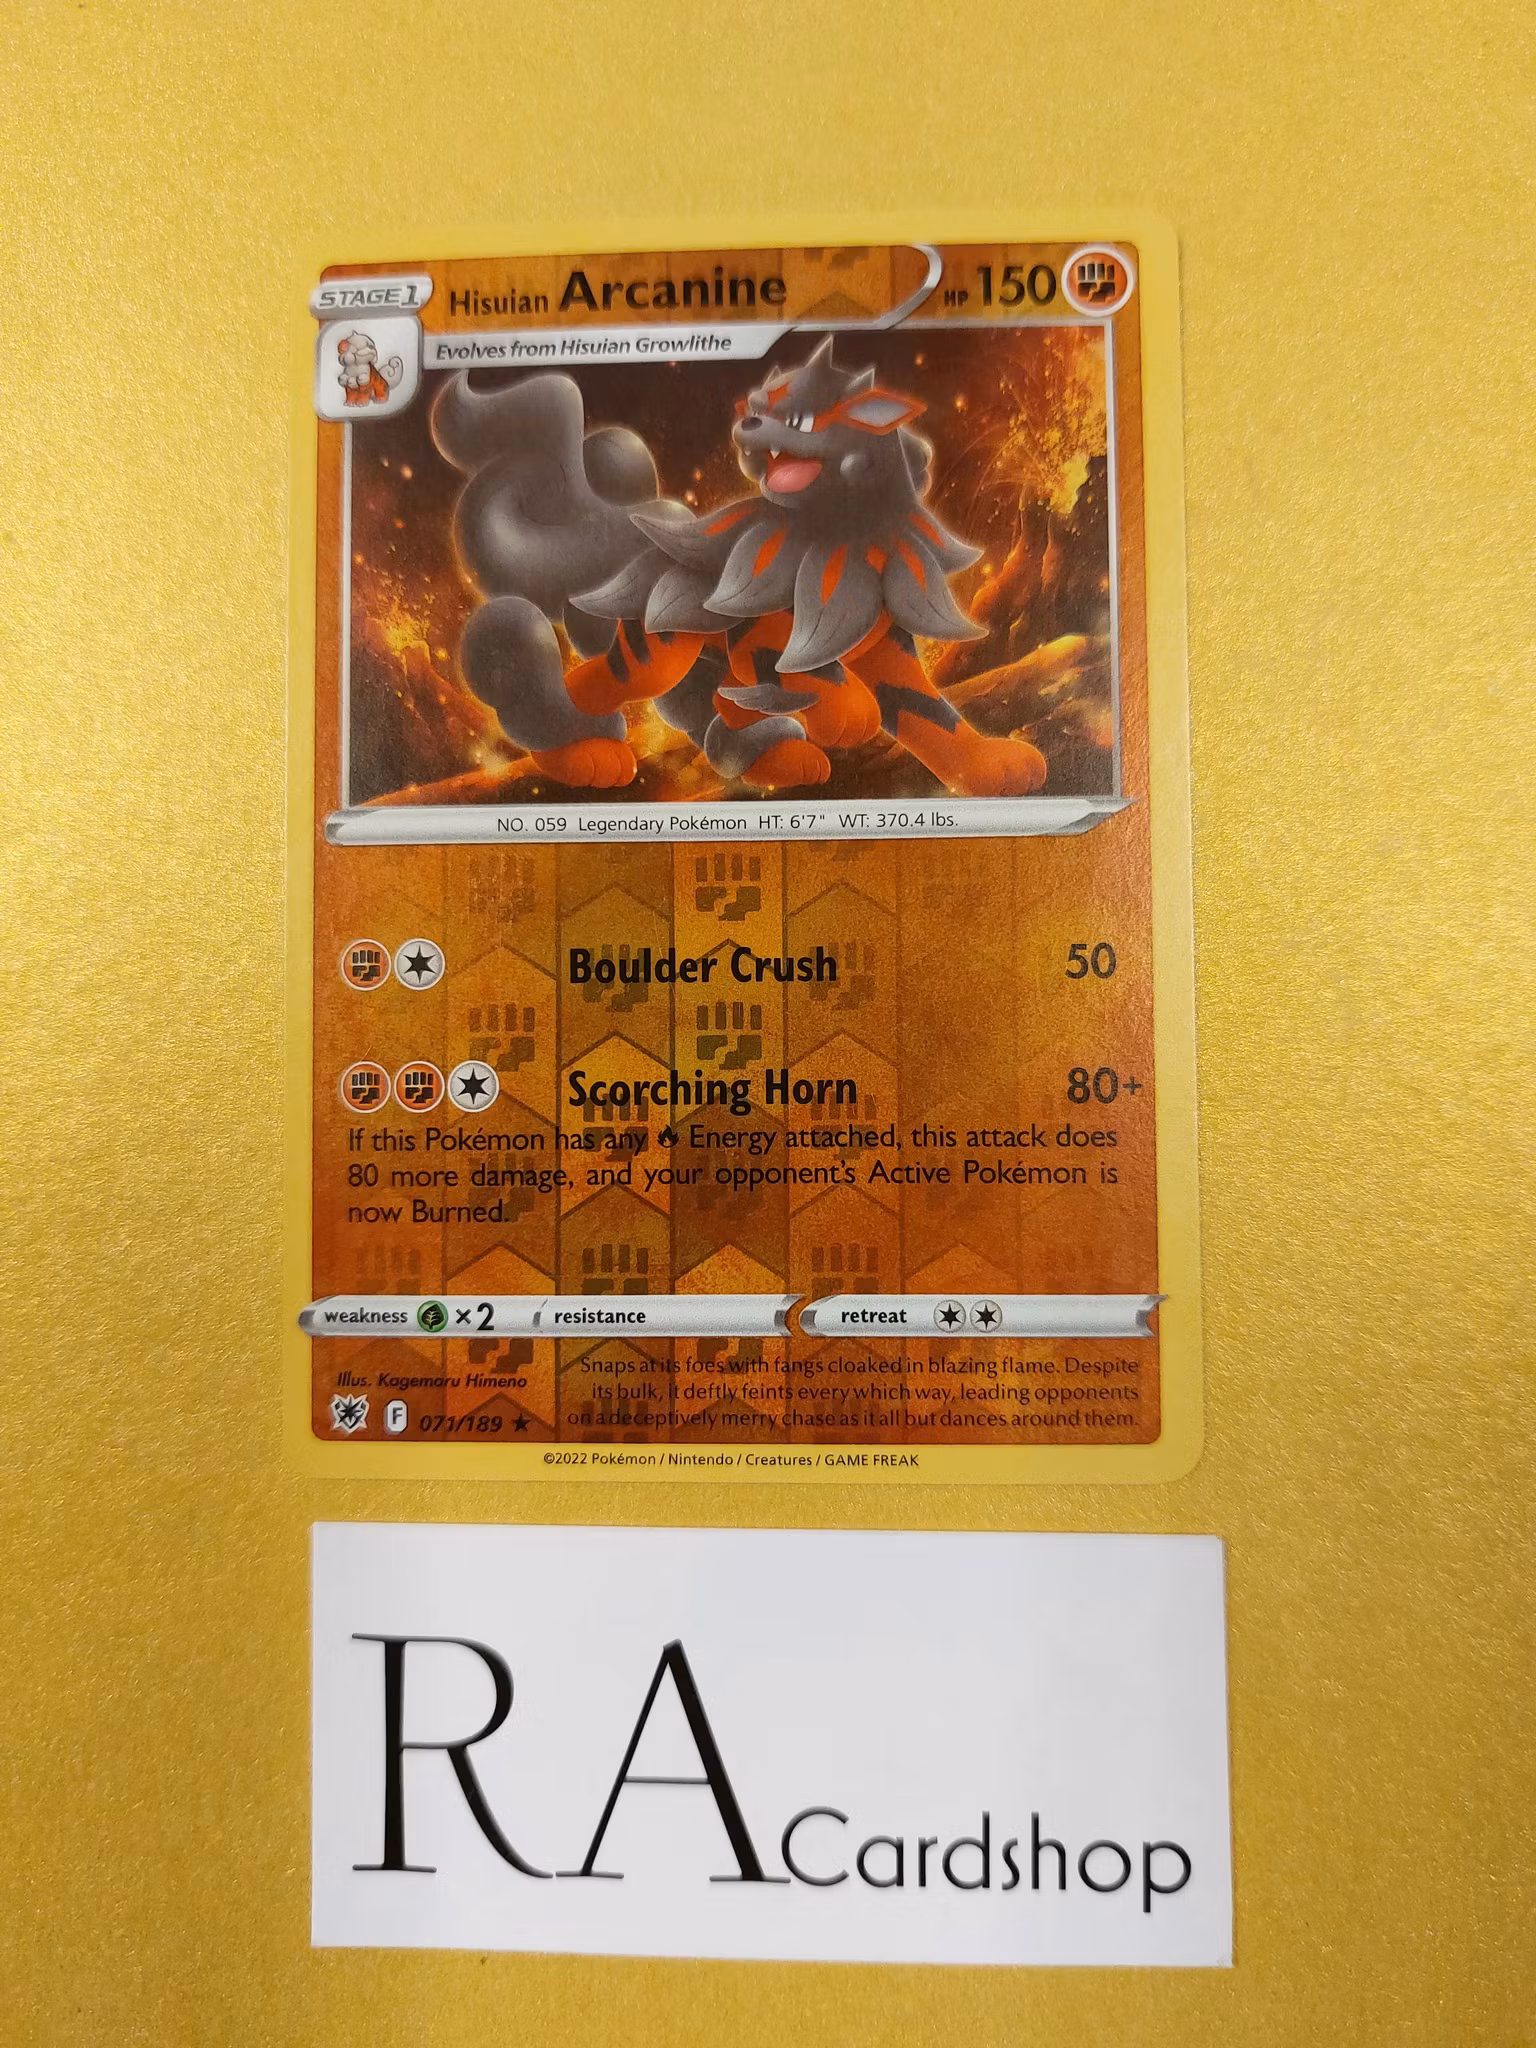 STAGE1
Hisuian Arcanine
HP 150
Evolves from Hisuian Growlithe
NO. 059 Legendary Pokémon HT: 6'7" WT: 370.4 lbs.
Boulder Crush 50
Scorching Horn 80+
If this Pokémon has any Energy attached, this attack does
80 more damage, and your opponent's Active Pokémon is
now Burned.
weakness ×2 resistance retreat
Illus. Kagemaru Himeno
F 071/189 ★
Snaps at its foes with fangs cloaked in blazing flame. Despite
its bulk, it deftly feints every which way, leading opponents
on a deceptively merry chase as it all but dances around them.
©2022 Pokémon / Nintendo / Creatures / GAME FREAK
RA Cardshop